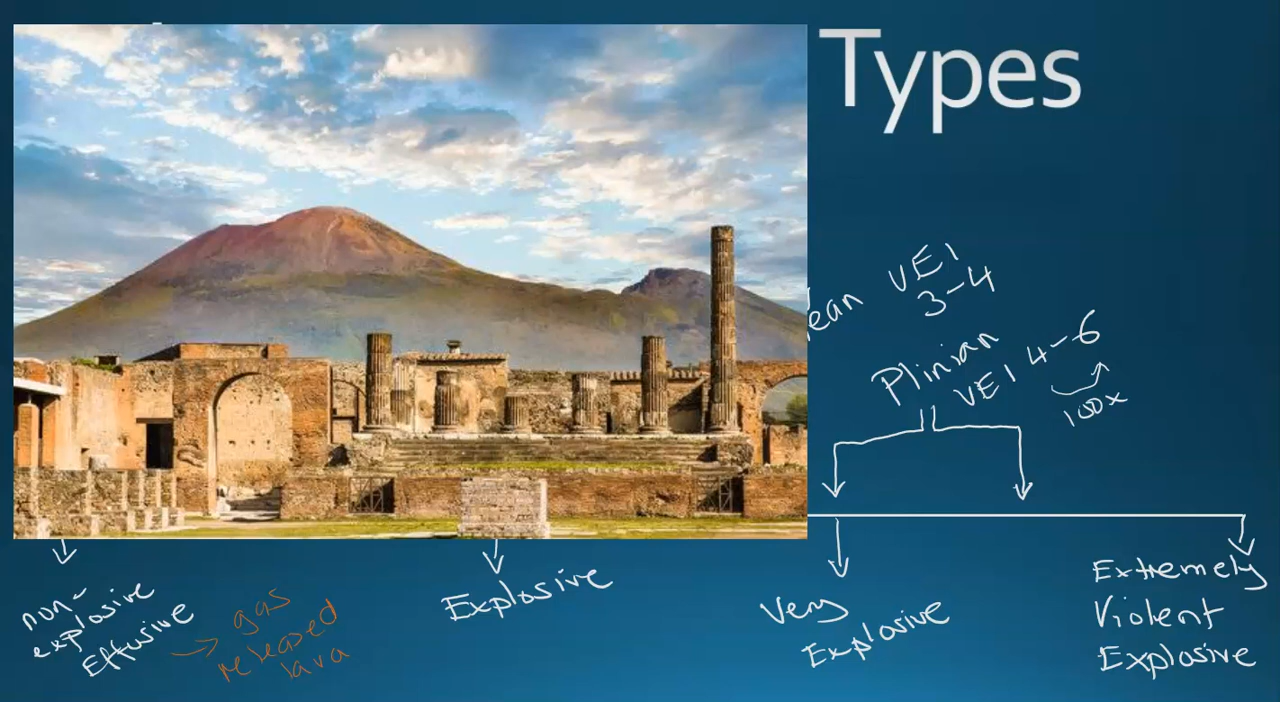 Types
VEI
3-4
Plinian
VEI 4-6
100x
non-
explosive
Effusive
gas
released
lava
Explosive
Very
Explosive
Extremely
Violent
Explosive